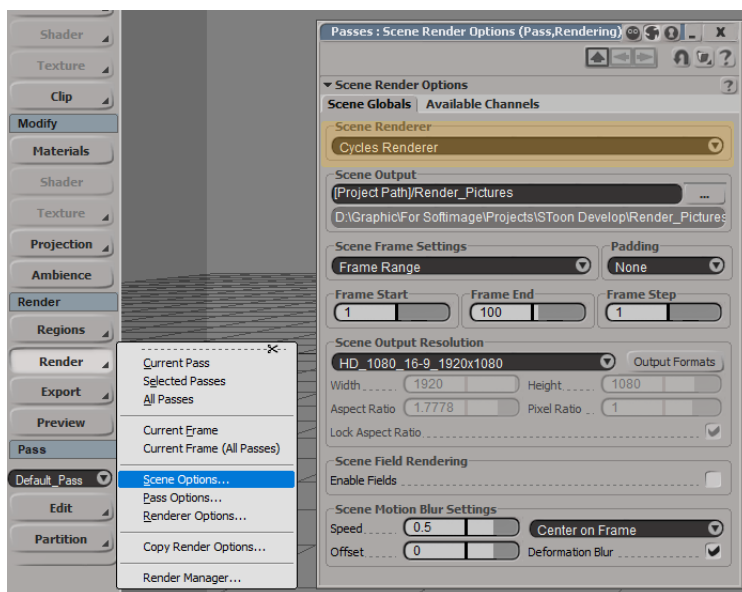 Shader
Texture
Clip
Modify
Materials
Shader
Texture
Projection
Ambience
Render
Regions
Render
Export
Preview
Pass
Default_Pass
Edit
Partition
Current Pass
Selected Passes
All Passes
Current Frame
Current Frame (All Passes)
Scene Options...
Pass Options...
Renderer Options...
Copy Render Options...
Render Manager...
Passes : Scene Render Options (Pass,Rendering)
X
?
Scene Render Options
?
Scene Globals Available Channels
Scene Renderer
Cycles Renderer
Scene Output
[Project Path]/Render_Pictures
...
D:\Graphic\For Softimage\Projects\SToon Develop\Render_Pictures
Scene Frame Settings Padding
Frame Range None
Frame Start Frame End Frame Step
1 100 1
Scene Output Resolution
HD_1080_16-9_1920x1080 Output Formats
Width 1920 Height 1080
Aspect Ratio 1.7778 Pixel Ratio 1
Lock Aspect Ratio
Scene Field Rendering
Enable Fields
Scene Motion Blur Settings
Speed 0.5 Center on Frame
Offset 0 Deformation Blur